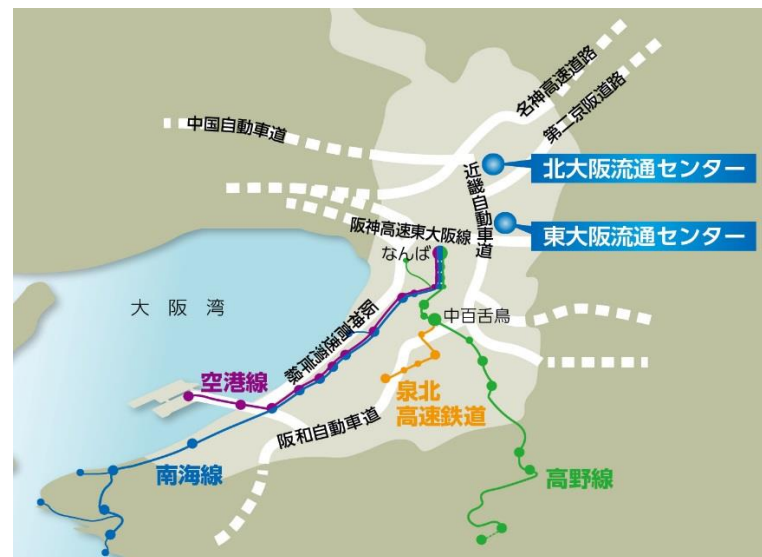 名神高速道路
第二京阪道路
中国自動車道
北大阪流通センター
近畿自動車道
東大阪流通センター
阪神高速東大阪線
なんば
大阪湾
中百舌鳥
阪神高速湾岸線
空港線
泉北
高速鉄道
阪和自動車道
南海線
高野線